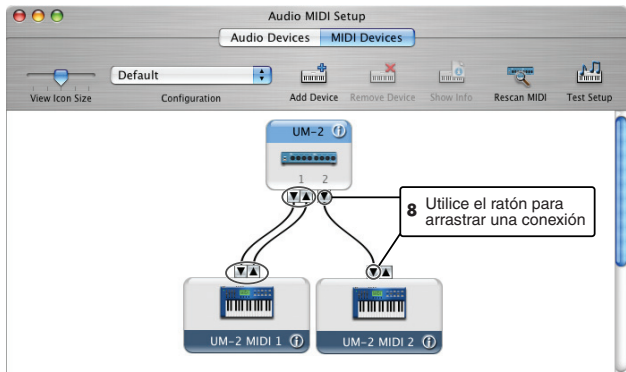 Audio MIDI Setup
Audio Devices MIDI Devices
Default
View Icon Size Configuration Add Device Remove Device Show Info Rescan MIDI Test Setup
UM-2
1 2
8 Utilice el ratón para
arrastrar una conexión
UM-2 MIDI 1 UM-2 MIDI 2